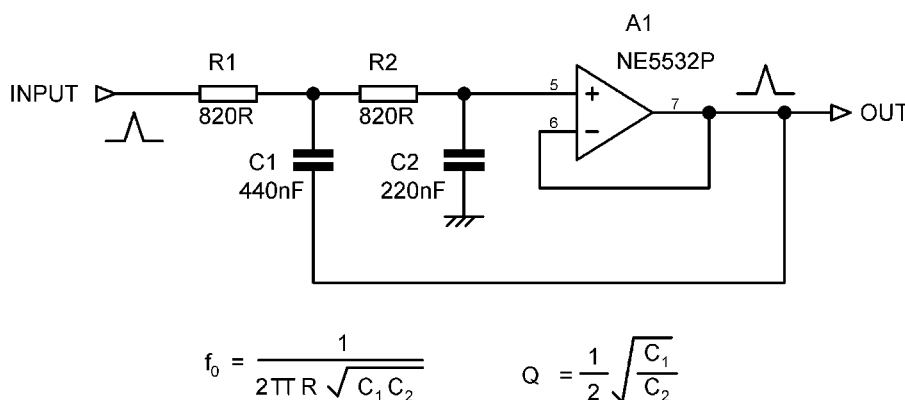 A1
R1
R2
NE5532P
INPUT
5
+
7
OUT
820R
820R
6
−
C1
440nF
C2
220nF
f₀ = 1 / 2π R √ C₁ C₂
Q = 1 / 2 √ C₁ / C₂